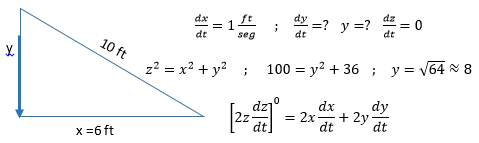 dx/dt = 1 ft/seg ; dy/dt =? y =? dz/dt = 0
y
10 ft
z² = x² + y² ; 100 = y² + 36 ; y = √64 ≈ 8
[2z dz/dt]⁰ = 2x dx/dt + 2y dy/dt
x =6 ft